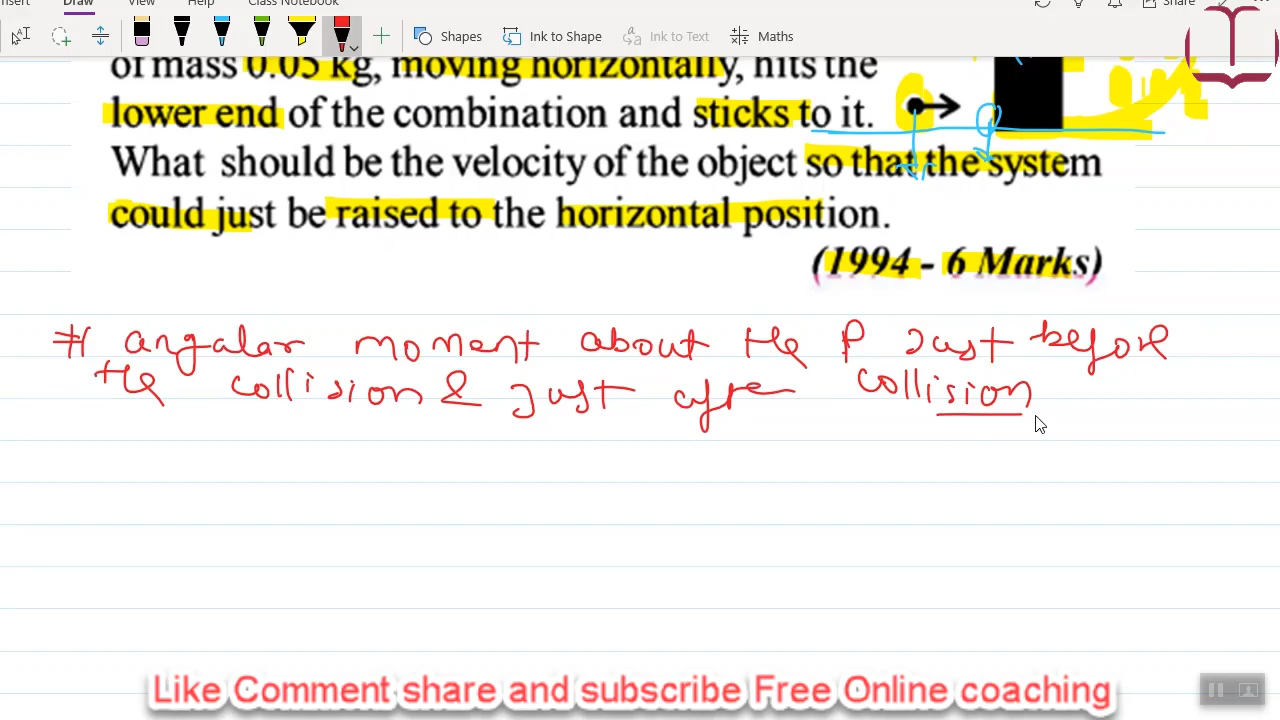 Draw
View
Help
Class Notebook
Share
Shapes
Ink to Shape
Ink to Text
Maths
of mass 0.05 kg, moving horizontally, hits the
lower end of the combination and sticks to it.
What should be the velocity of the object so that the system
could just be raised to the horizontal position.
(1994 - 6 Marks)
# angalar moment about the P Just before
the collision & Just after collision
Like Comment share and subscribe Free Online coaching